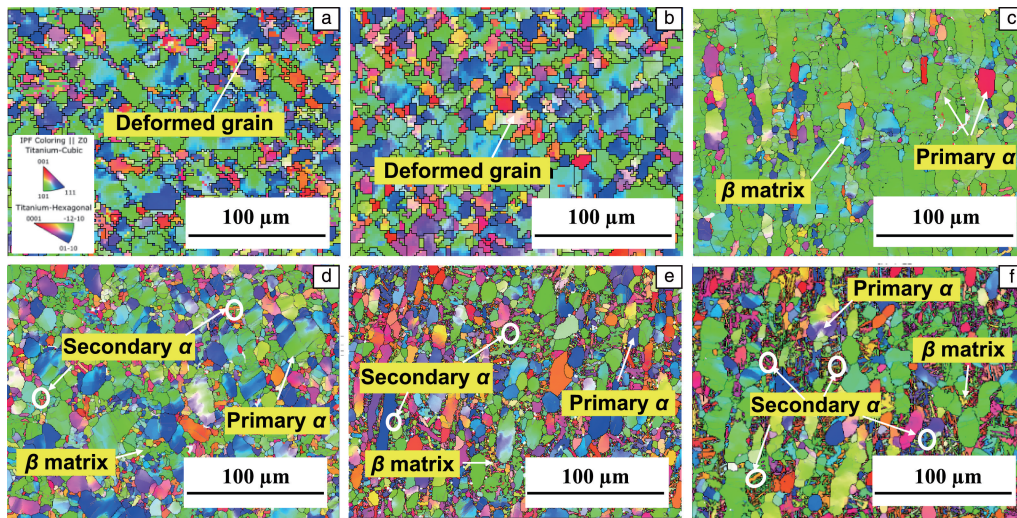 a
Deformed grain
IPF Coloring || Z0
Titanium-Cubic
001
101
111
Titanium-Hexagonal
0001
-12-10
01-10
100 µm
b
Deformed grain
100 µm
c
Primary α
β matrix
100 µm
d
Secondary α
Primary α
β matrix
100 µm
e
Secondary α
Primary α
β matrix
100 µm
f
Primary α
β matrix
Secondary α
100 µm